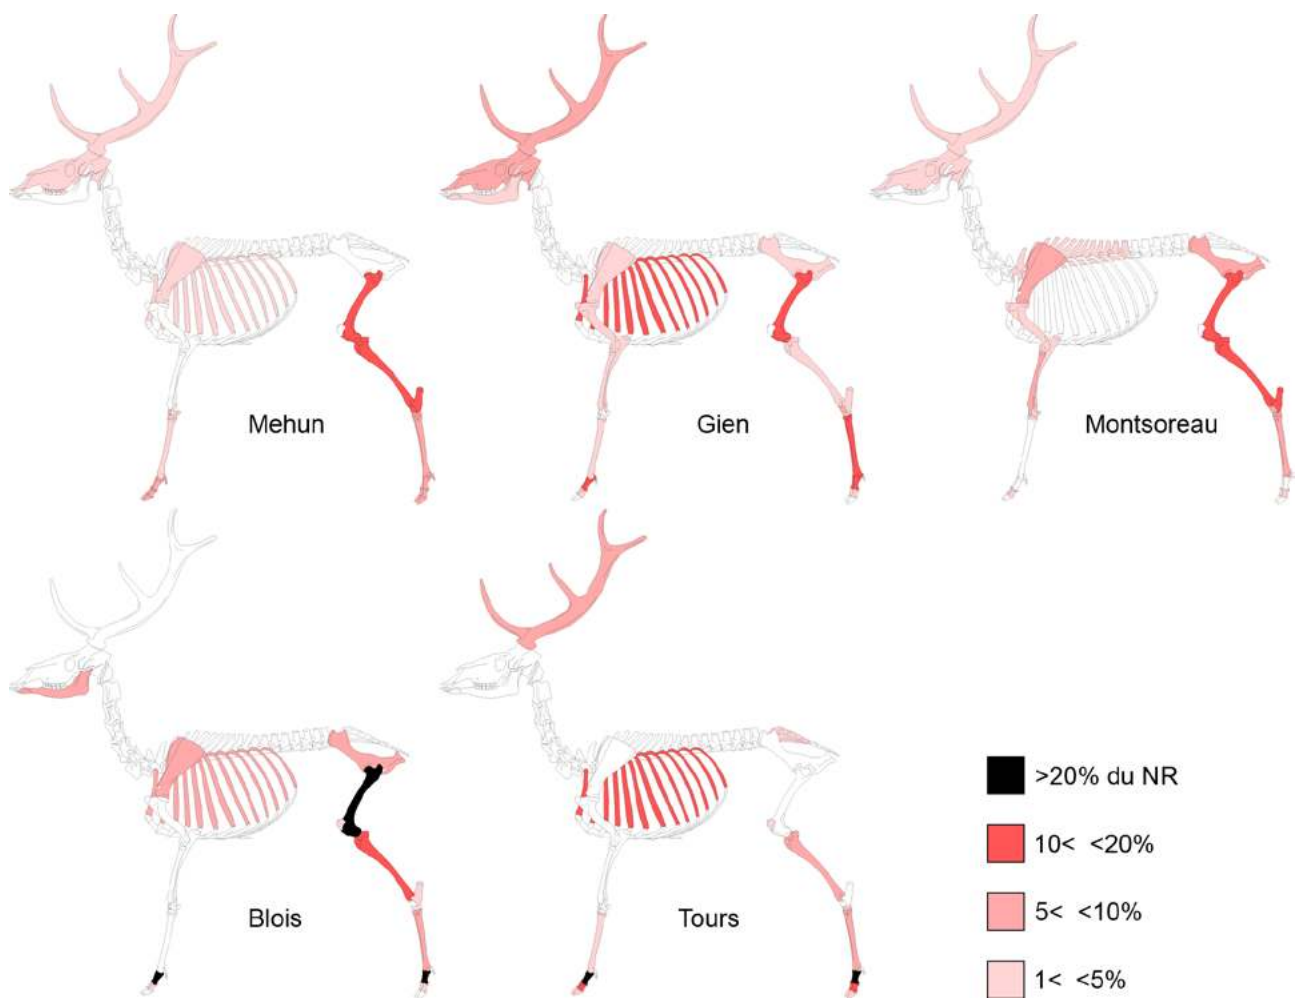 Mehun
Gien
Montsoreau
Blois
Tours
>20% du NR
10< <20%
5< <10%
1< <5%